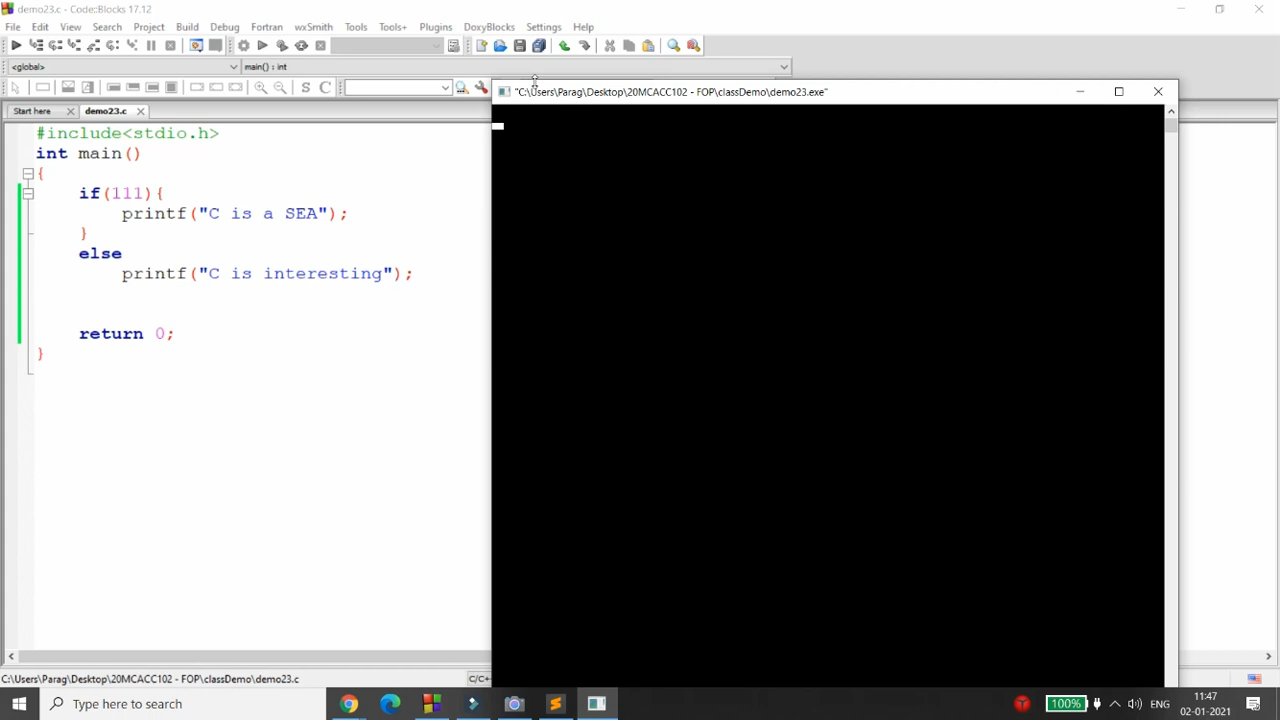 demo23.c - Code::Blocks 17.12
File Edit View Search Project Build Debug Fortran wxSmith Tools Tools+ Plugins DoxyBlocks Settings Help
<global> main() : int
S C
Start here demo23.c
"C:\Users\Parag\Desktop\20MCACC102 - FOP\classDemo\demo23.exe"
#include<stdio.h>
int main()
{
if(111){
printf("C is a SEA");
}
else
printf("C is interesting");
return 0;
}
C:\Users\Parag\Desktop\20MCACC102 - FOP\classDemo\demo23.c C/C+
Type here to search
100% ENG
11:47
02-01-2021